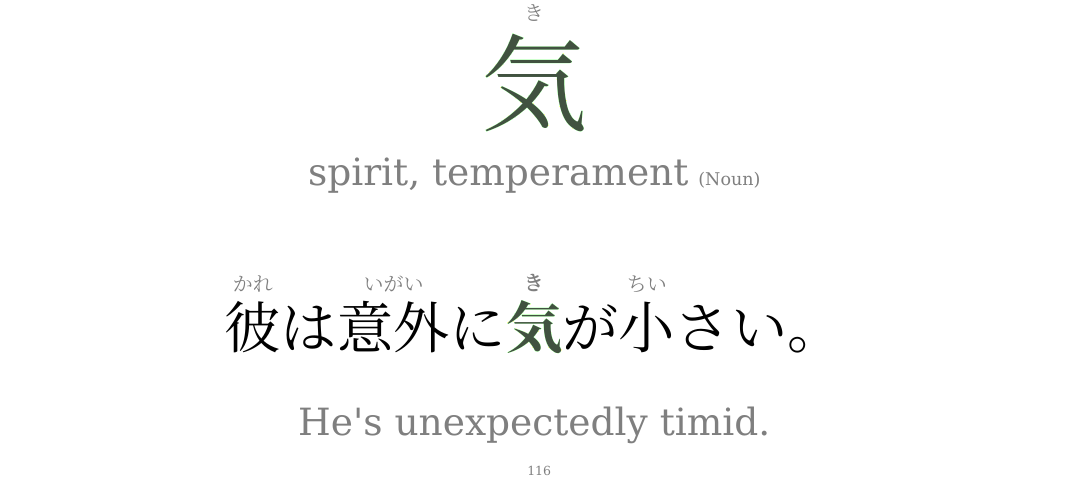 き
気
spirit, temperament (Noun)
かれ いがい き ちい
彼は意外に気が小さい。
He's unexpectedly timid.
116